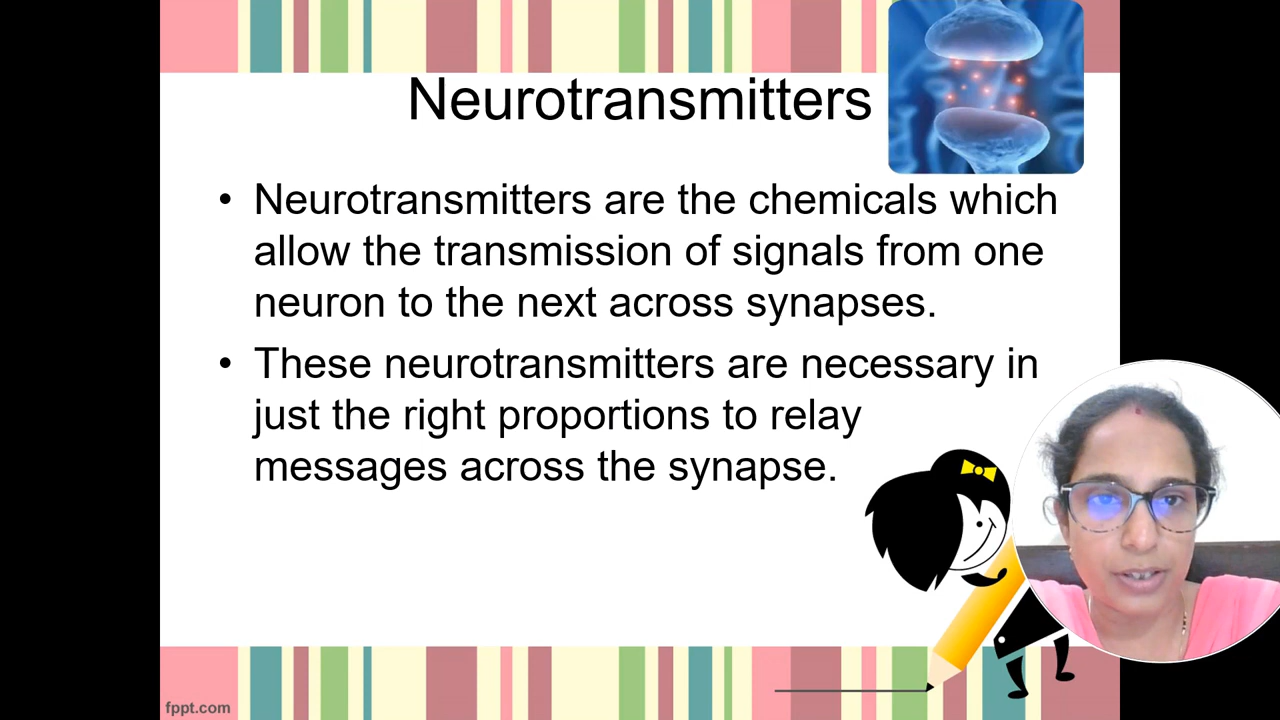 Neurotransmitters
• Neurotransmitters are the chemicals which
allow the transmission of signals from one
neuron to the next across synapses.
• These neurotransmitters are necessary in
just the right proportions to relay
messages across the synapse.
fppt.com